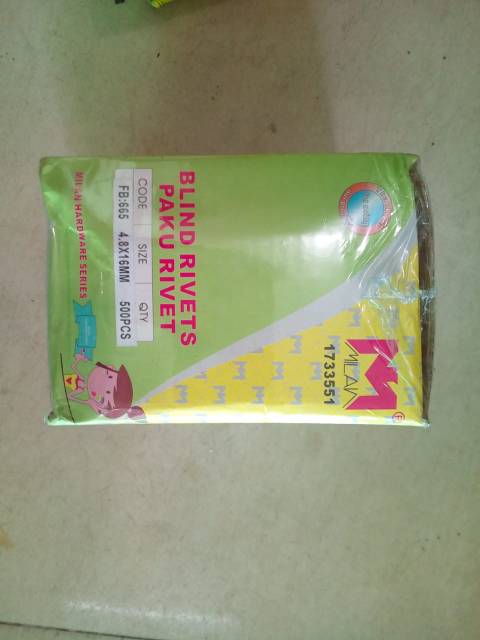 MILAN
1733551
BLIND RIVETS
PAKU RIVET
CODE SIZE QTY
FB:665 4.8X16MM 500PCS
MILAN HARDWARE SERIES